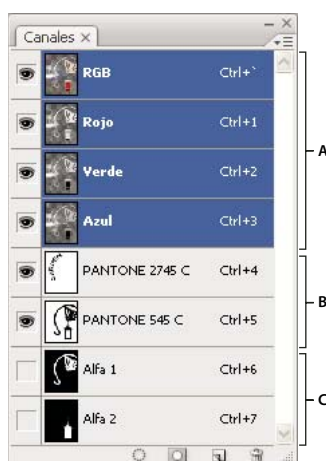 Canales ×
RGB Ctrl+`
Rojo Ctrl+1
Verde Ctrl+2
Azul Ctrl+3
A
PANTONE 2745 C Ctrl+4
PANTONE 545 C Ctrl+5
B
Alfa 1 Ctrl+6
Alfa 2 Ctrl+7
C